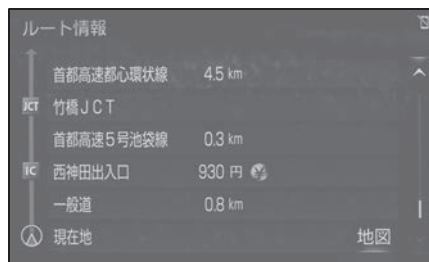 ルート情報
首都高速都心環状線 4.5 km
JCT 竹橋JCT
首都高速5号池袋線 0.3 km
IC 西神田出入口 930 円
一般道 0.8 km
現在地 地図